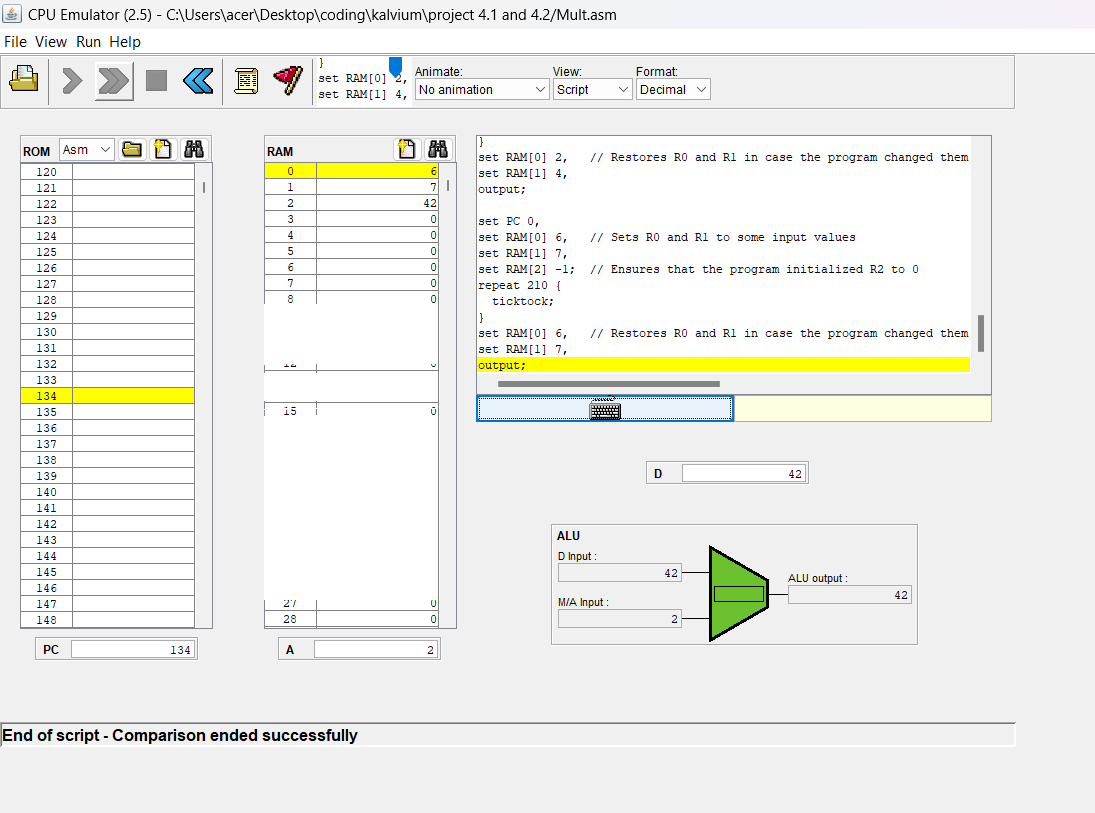 CPU Emulator (2.5) - C:\Users\acer\Desktop\coding\kalvium\project 4.1 and 4.2/Mult.asm
File View Run Help
}
set RAM[0] 2,
set RAM[1] 4,
Animate:
No animation
View:
Script
Format:
Decimal
ROM Asm
120
121
122
123
124
125
126
127
128
129
130
131
132
133
134
135
136
137
138
139
140
141
142
143
144
145
146
147
148
PC 134
RAM
0 6
1 7
2 42
3 0
4 0
5 0
6 0
7 0
8 0
15 0
27 0
28 0
A 2
}
set RAM[0] 2,   // Restores R0 and R1 in case the program changed them
set RAM[1] 4,
output;
set PC 0,
set RAM[0] 6,   // Sets R0 and R1 to some input values
set RAM[1] 7,
set RAM[2] -1;  // Ensures that the program initialized R2 to 0
repeat 210 {
  ticktock;
}
set RAM[0] 6,   // Restores R0 and R1 in case the program changed them
set RAM[1] 7,
output;
D 42
ALU
D Input :
42
M/A Input :
2
ALU output :
42
End of script - Comparison ended successfully